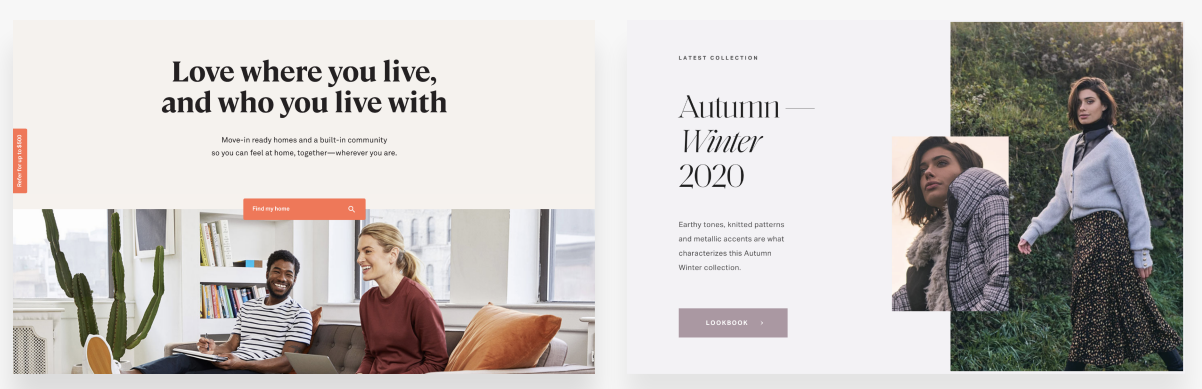 Love where you live,
and who you live with
Move-in ready homes and a built-in community
so you can feel at home, together—wherever you are.
Refer for up to $500
Find my home
LATEST COLLECTION
Autumn —
Winter
2020
Earthy tones, knitted patterns
and metallic accents are what
characterizes this Autumn
Winter collection.
LOOKBOOK >